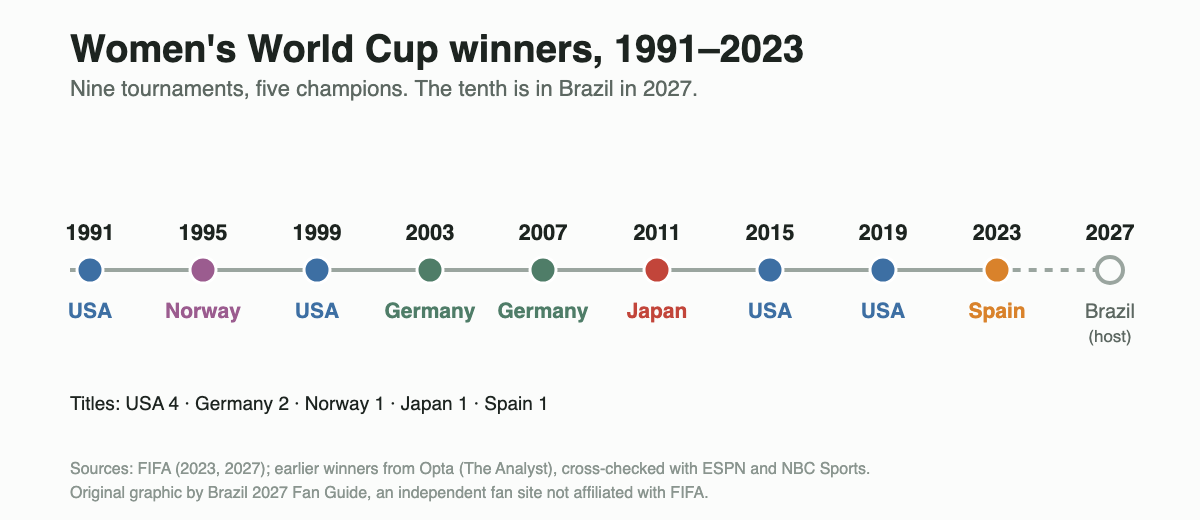 Women's World Cup winners, 1991–2023
Nine tournaments, five champions. The tenth is in Brazil in 2027.
1991 1995 1999 2003 2007 2011 2015 2019 2023 2027
USA Norway USA Germany Germany Japan USA USA Spain Brazil
(host)
Titles: USA 4 · Germany 2 · Norway 1 · Japan 1 · Spain 1
Sources: FIFA (2023, 2027); earlier winners from Opta (The Analyst), cross-checked with ESPN and NBC Sports.
Original graphic by Brazil 2027 Fan Guide, an independent fan site not affiliated with FIFA.